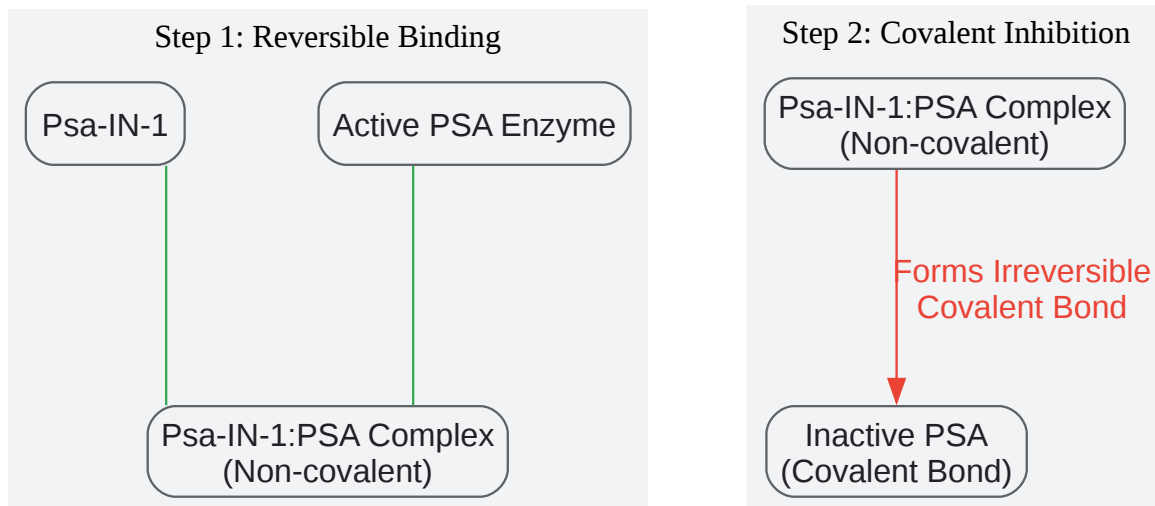 Step 1: Reversible Binding
Psa-IN-1
Active PSA Enzyme
Psa-IN-1:PSA Complex
(Non-covalent)
Step 2: Covalent Inhibition
Psa-IN-1:PSA Complex
(Non-covalent)
Forms Irreversible
Covalent Bond
Inactive PSA
(Covalent Bond)